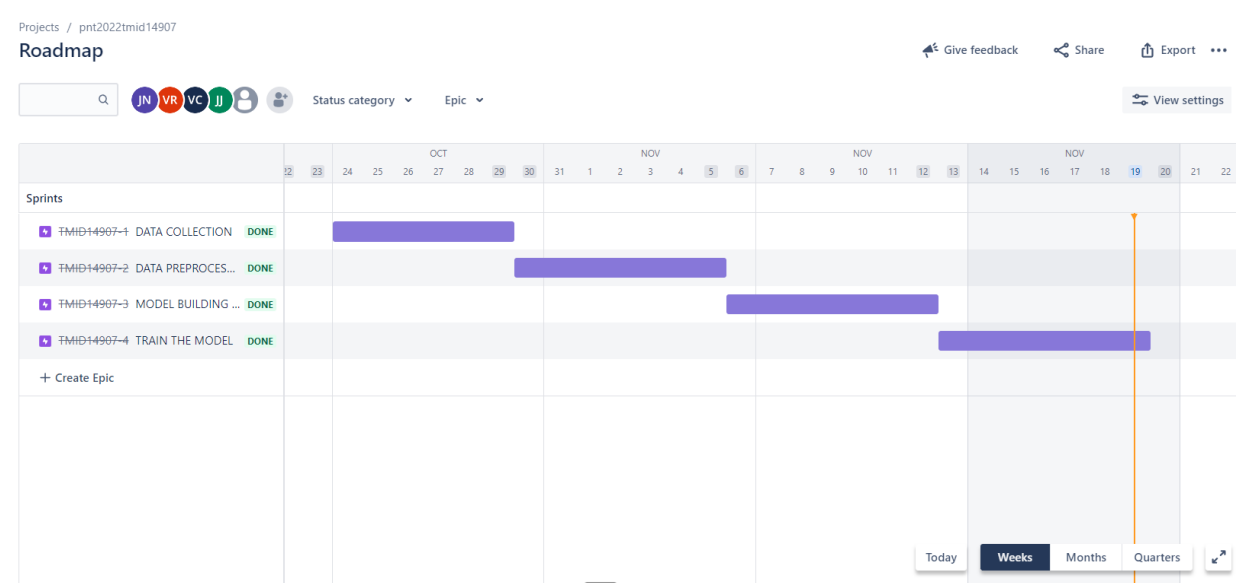 Projects / pnt2022tmid14907
Roadmap
Give feedback Share Export
JN VR VC JJ Status category Epic View settings
OCT NOV NOV NOV
22 23 24 25 26 27 28 29 30 31 1 2 3 4 5 6 7 8 9 10 11 12 13 14 15 16 17 18 19 20 21 22
Sprints
TMID14907-1 DATA COLLECTION DONE
TMID14907-2 DATA PREPROCES... DONE
TMID14907-3 MODEL BUILDING ... DONE
TMID14907-4 TRAIN THE MODEL DONE
+ Create Epic
Today Weeks Months Quarters